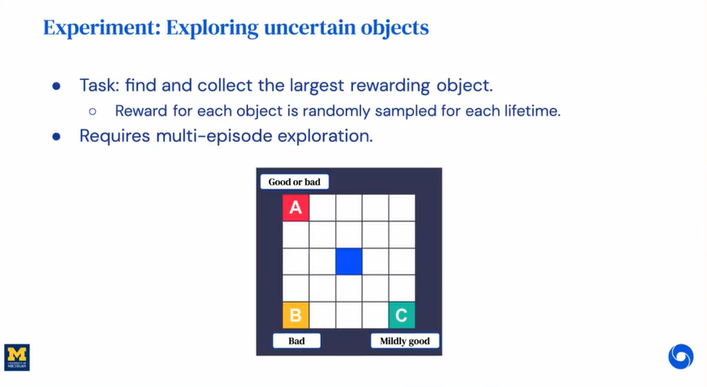 Experiment: Exploring uncertain objects
● Task: find and collect the largest rewarding object.
○ Reward for each object is randomly sampled for each lifetime.
● Requires multi-episode exploration.
Good or bad
A
B
C
Bad
Mildly good
M